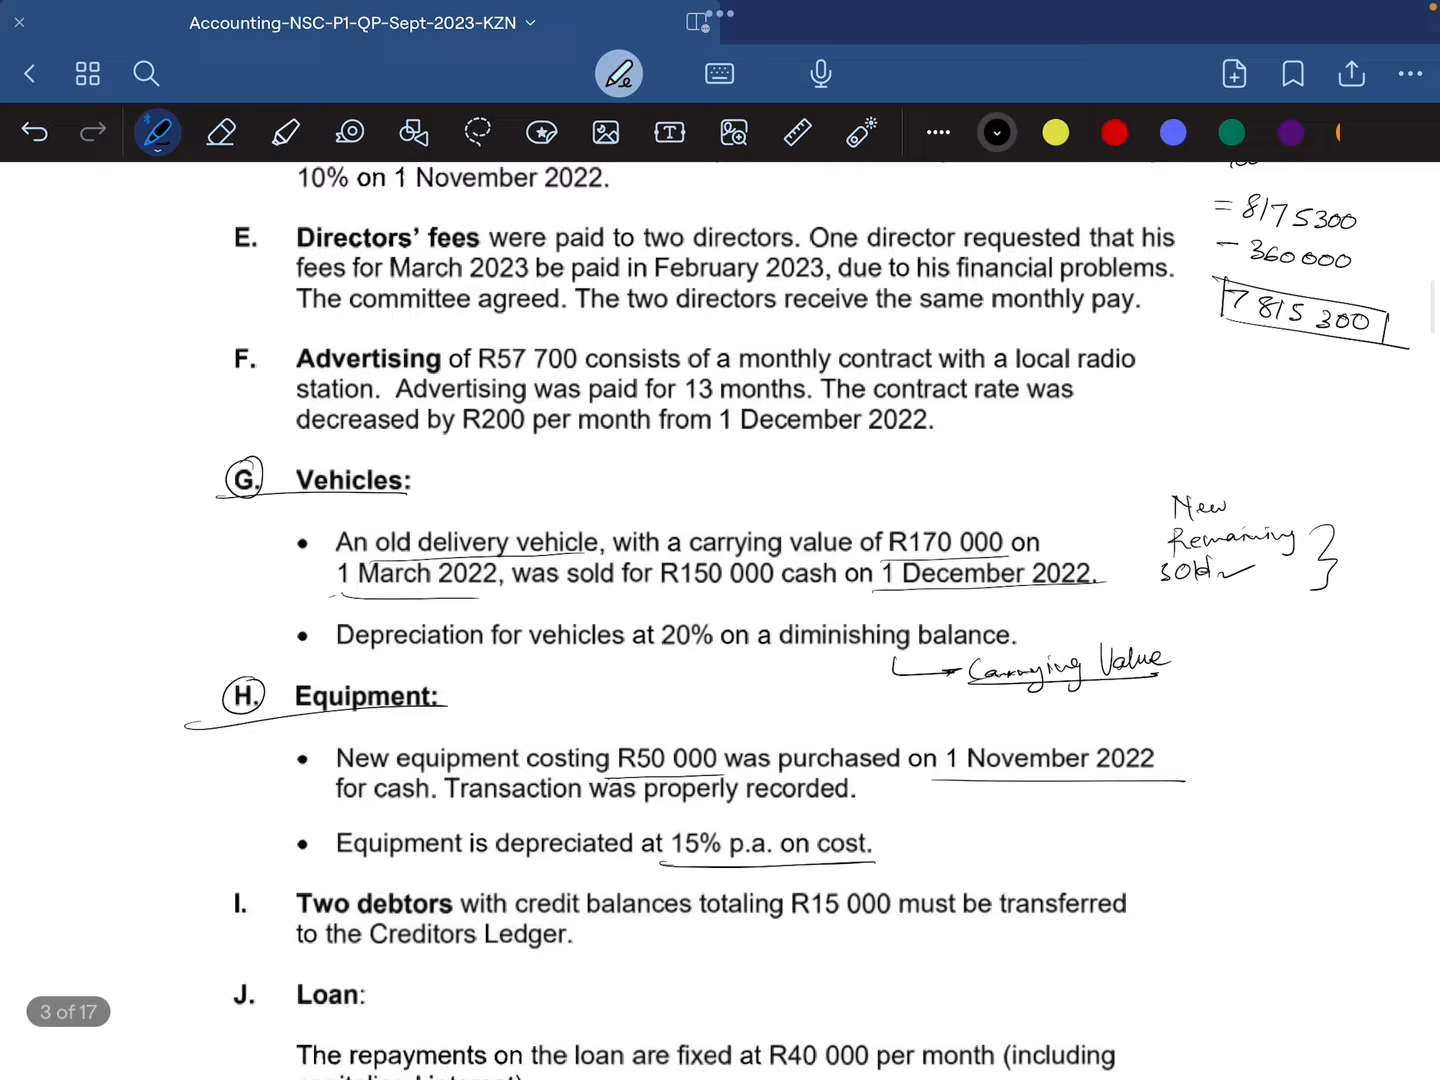 Accounting-NSC-P1-QP-Sept-2023-KZN
10% on 1 November 2022.
= 8175300
- 360000
7 815 300
E. Directors' fees were paid to two directors. One director requested that his
fees for March 2023 be paid in February 2023, due to his financial problems.
The committee agreed. The two directors receive the same monthly pay.
F. Advertising of R57 700 consists of a monthly contract with a local radio
station. Advertising was paid for 13 months. The contract rate was
decreased by R200 per month from 1 December 2022.
G. Vehicles:
• An old delivery vehicle, with a carrying value of R170 000 on
1 March 2022, was sold for R150 000 cash on 1 December 2022.
New
Remaining
sold
• Depreciation for vehicles at 20% on a diminishing balance.
Carrying Value
H. Equipment:
• New equipment costing R50 000 was purchased on 1 November 2022
for cash. Transaction was properly recorded.
• Equipment is depreciated at 15% p.a. on cost.
I. Two debtors with credit balances totaling R15 000 must be transferred
to the Creditors Ledger.
J. Loan:
3 of 17
The repayments on the loan are fixed at R40 000 per month (including